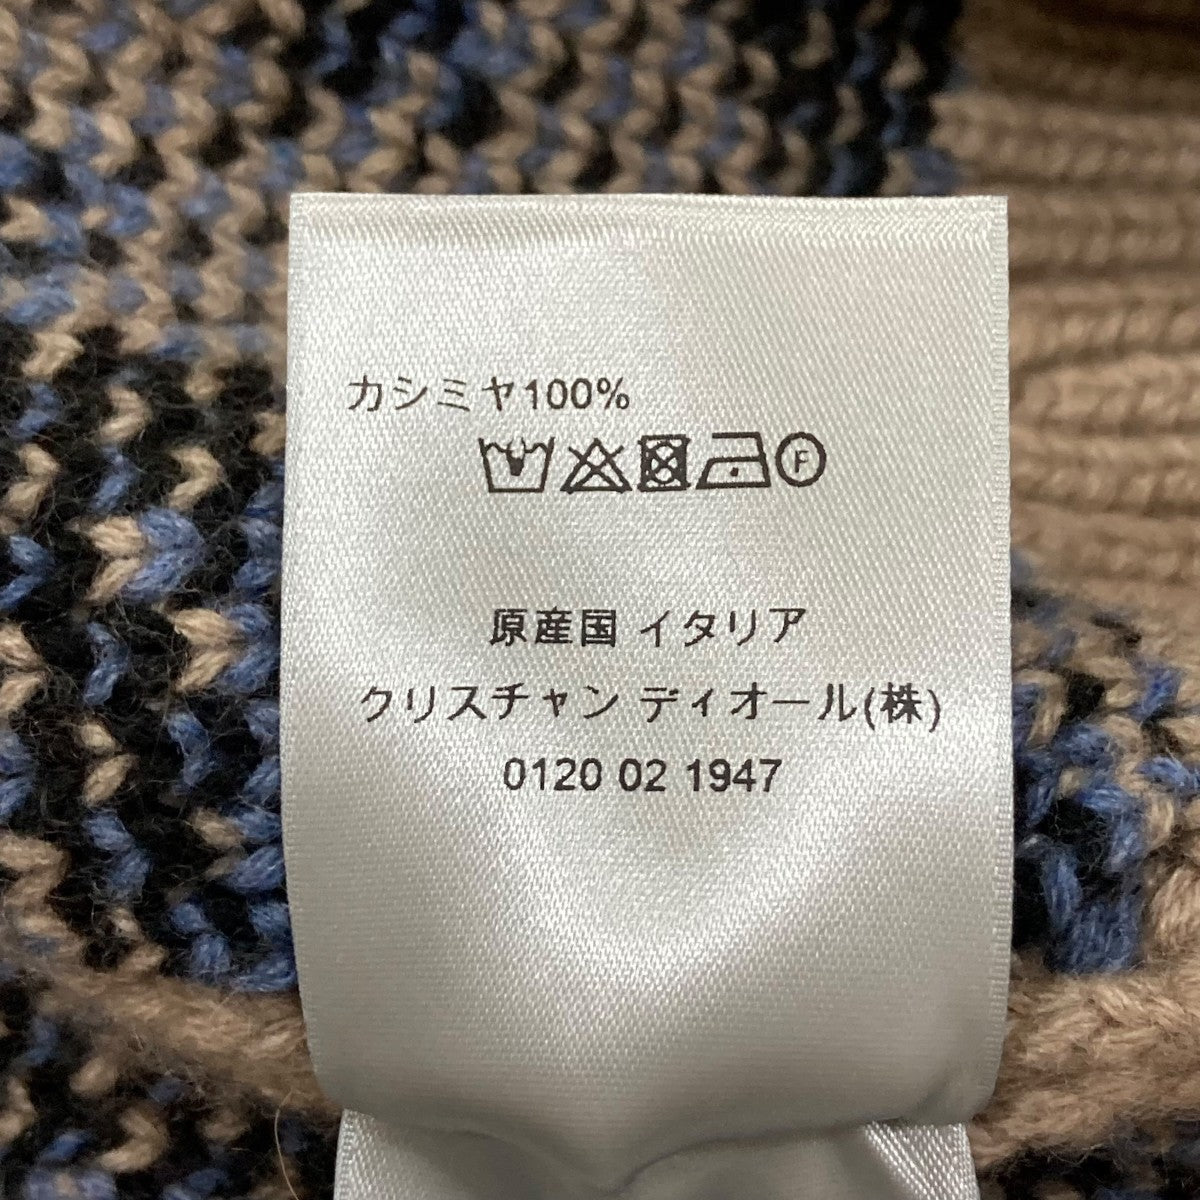 カシミヤ100%
F
原産国 イタリア
クリスチャン ディオール(株)
0120 02 1947